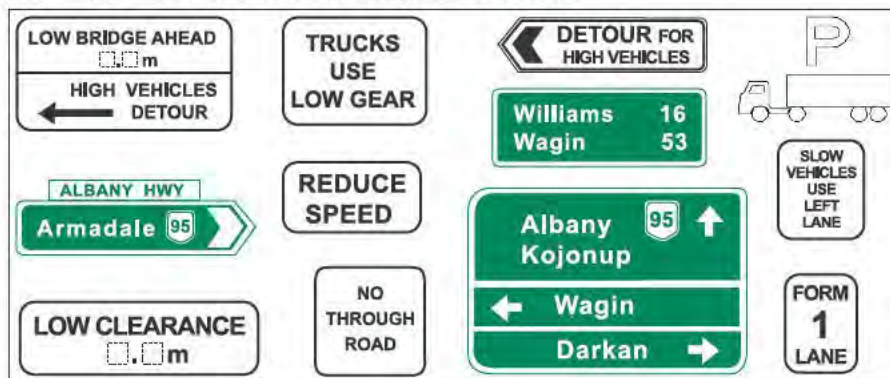 LOW BRIDGE AHEAD
.m
HIGH VEHICLES
DETOUR
TRUCKS
USE
LOW GEAR
DETOUR FOR
HIGH VEHICLES
P
Williams 16
Wagin 53
SLOW
VEHICLES
USE
LEFT
LANE
ALBANY HWY
Armadale 95
REDUCE
SPEED
Albany 95
Kojonup
Wagin
Darkan
LOW CLEARANCE
.m
NO
THROUGH
ROAD
FORM
1
LANE